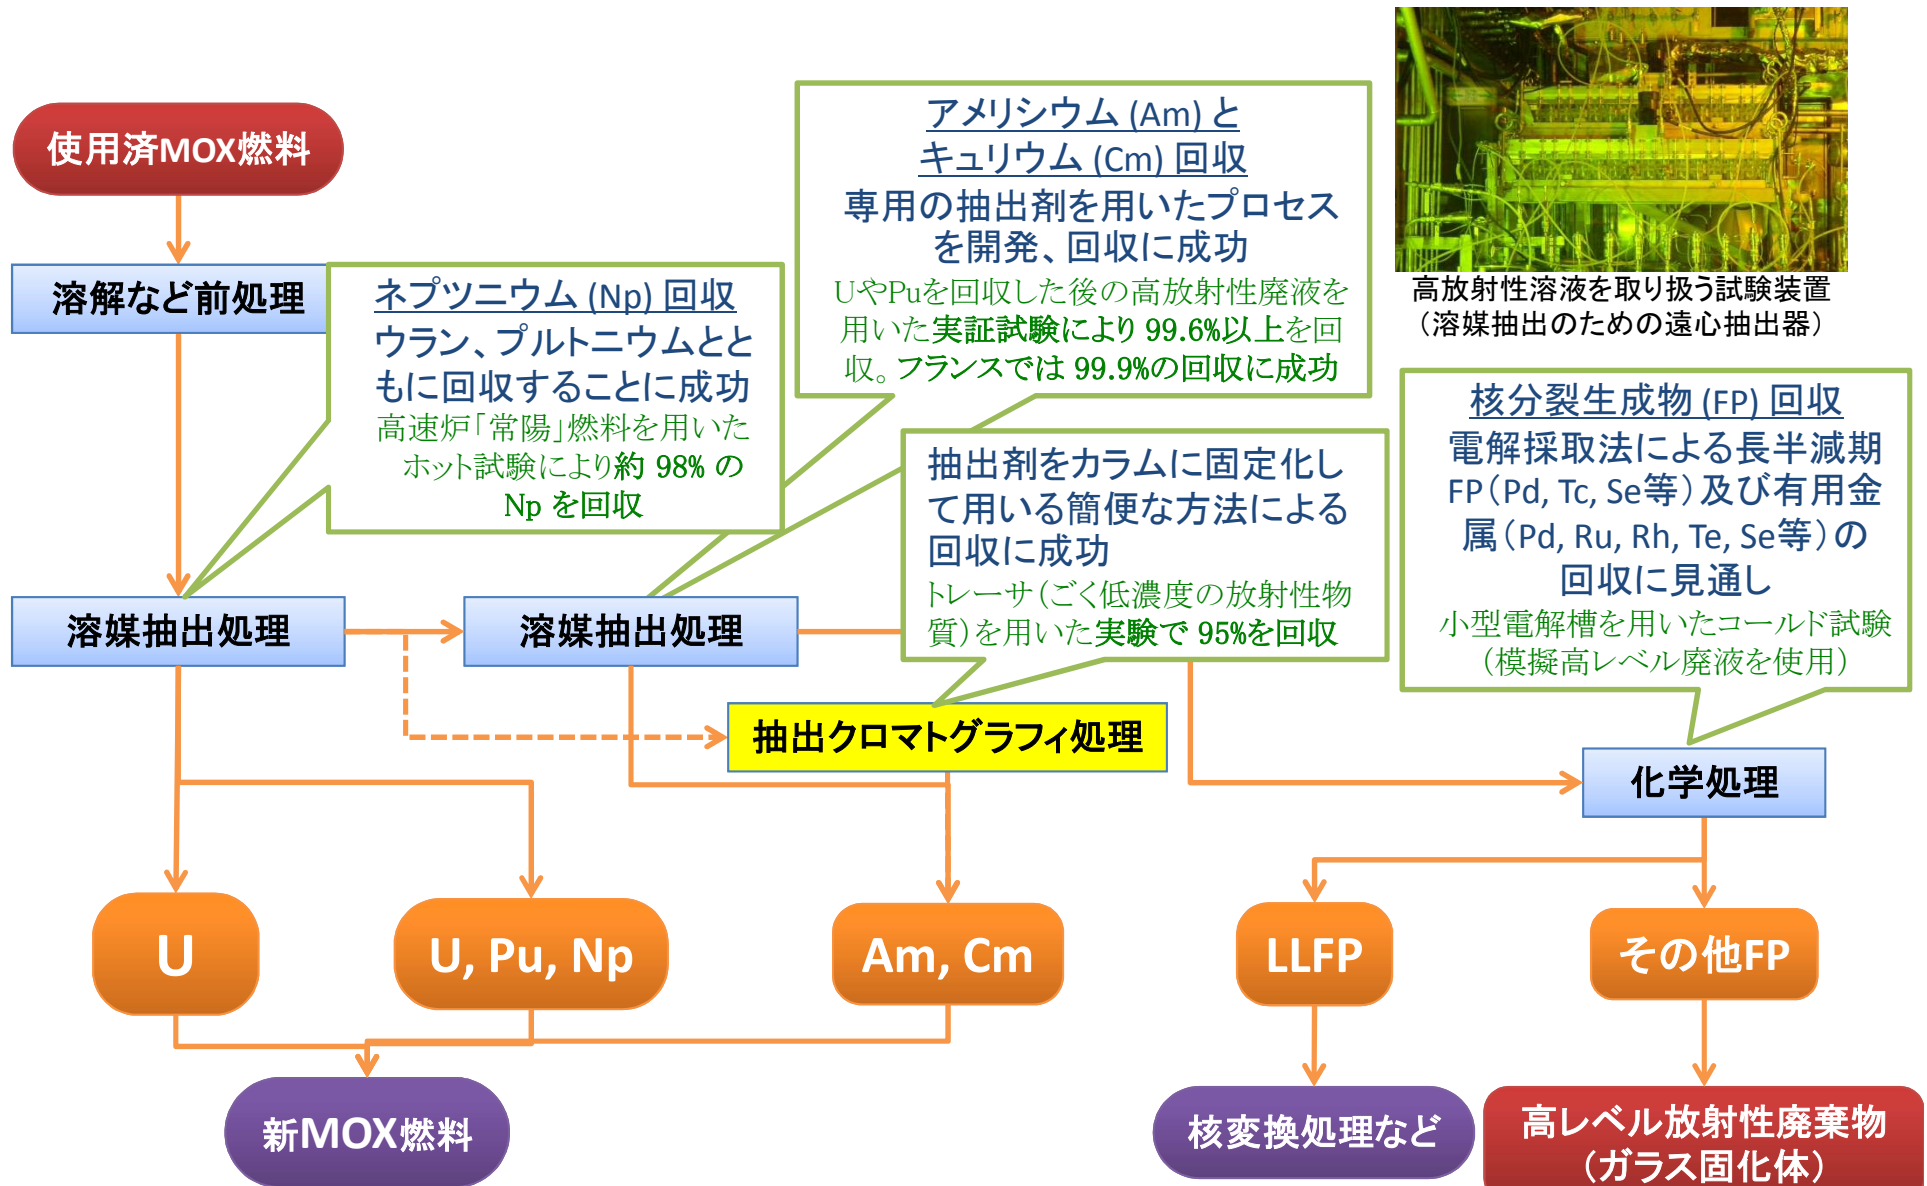 使用済MOX燃料
溶解など前処理
ネプツニウム (Np) 回収
ウラン、プルトニウムとと
もに回収することに成功
高速炉「常陽」燃料を用いた
ホット試験により約 98% の
Np を回収
アメリシウム (Am) と
キュリウム (Cm) 回収
専用の抽出剤を用いたプロセス
を開発、回収に成功
UやPuを回収した後の高放射性廃液を
用いた実証試験により 99.6%以上を回
収。フランスでは 99.9%の回収に成功
高放射性溶液を取り扱う試験装置
（溶媒抽出のための遠心抽出器）
抽出剤をカラムに固定化し
て用いる簡便な方法による
回収に成功
トレーサ（ごく低濃度の放射性物
質）を用いた実験で 95%を回収
核分裂生成物 (FP) 回収
電解採取法による長半減期
FP（Pd, Tc, Se等）及び有用金
属（Pd, Ru, Rh, Te, Se等）の
回収に見通し
小型電解槽を用いたコールド試験
（模擬高レベル廃液を使用）
溶媒抽出処理
溶媒抽出処理
抽出クロマトグラフィ処理
化学処理
U
U, Pu, Np
Am, Cm
LLFP
その他FP
新MOX燃料
核変換処理など
高レベル放射性廃棄物
（ガラス固化体）